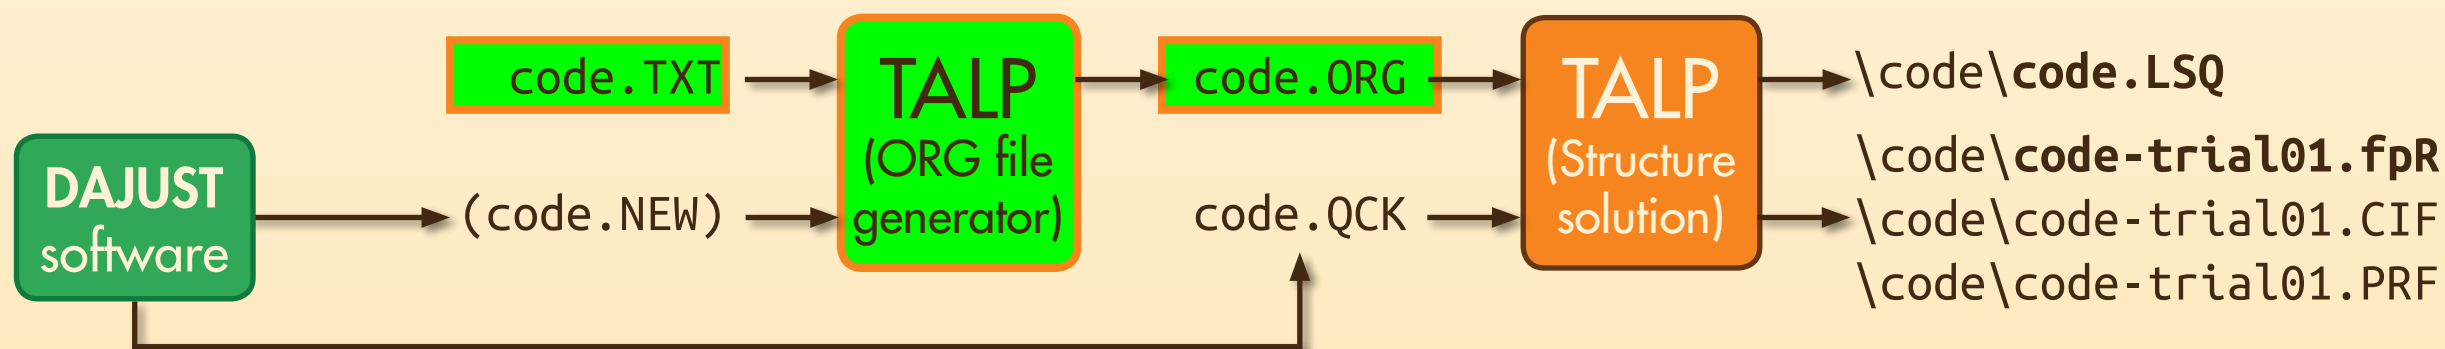 code.TXT
TALP
(ORG file
generator)
code.ORG
TALP
(Structure
solution)
\code\code.LSQ
\code\code-trial01.fpR
\code\code-trial01.CIF
\code\code-trial01.PRF
DAJUST
software
(code.NEW)
code.QCK